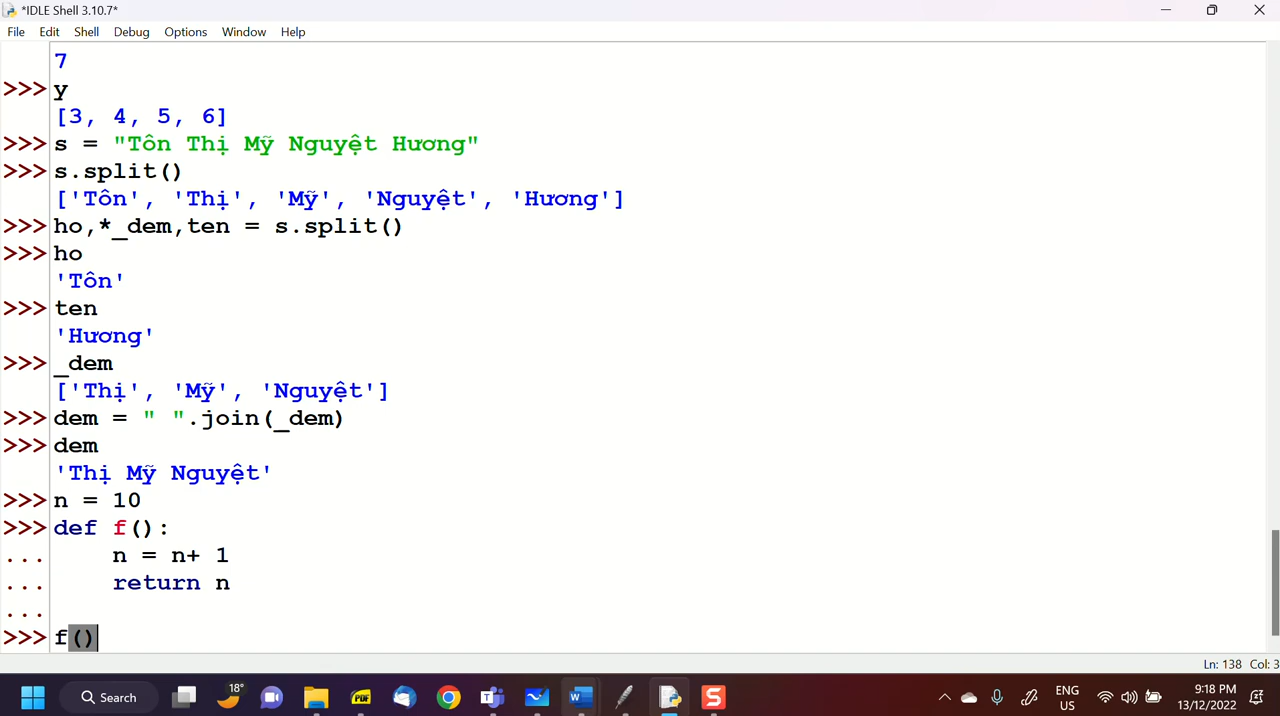 *IDLE Shell 3.10.7*
File Edit Shell Debug Options Window Help
7
>>> y
[3, 4, 5, 6]
>>> s = "Tôn Thị Mỹ Nguyệt Hương"
>>> s.split()
['Tôn', 'Thị', 'Mỹ', 'Nguyệt', 'Hương']
>>> ho,*_dem,ten = s.split()
>>> ho
'Tôn'
>>> ten
'Hương'
>>> _dem
['Thị', 'Mỹ', 'Nguyệt']
>>> dem = " ".join(_dem)
>>> dem
'Thị Mỹ Nguyệt'
>>> n = 10
>>> def f():
... n = n+ 1
... return n
...
>>> f()
Ln: 138 Col: 3
Search 18° PDF ENG 9:18 PM
US 13/12/2022